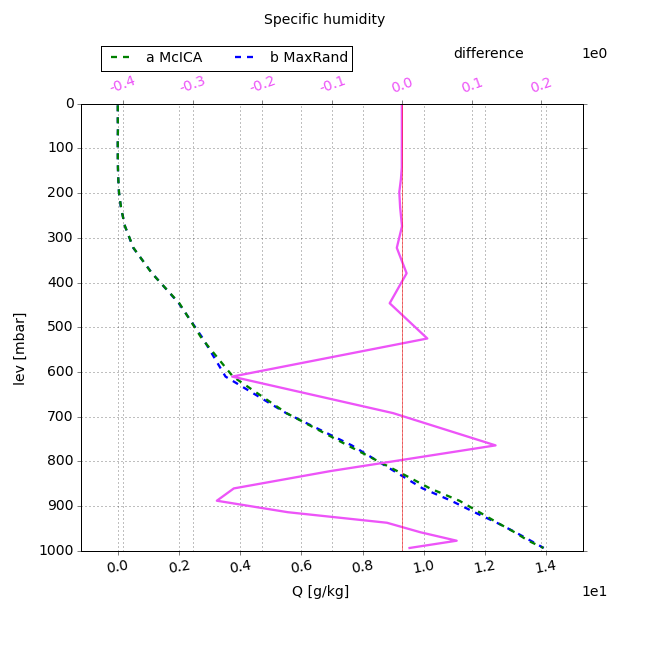 Specific humidity
a McICA b MaxRand difference 1e0
-0.4 -0.3 -0.2 -0.1 0.0 0.1 0.2
0
100
200
300
400
500
600
700
800
900
1000
lev [mbar]
0.0 0.2 0.4 0.6 0.8 1.0 1.2 1.4
Q [g/kg] 1e1